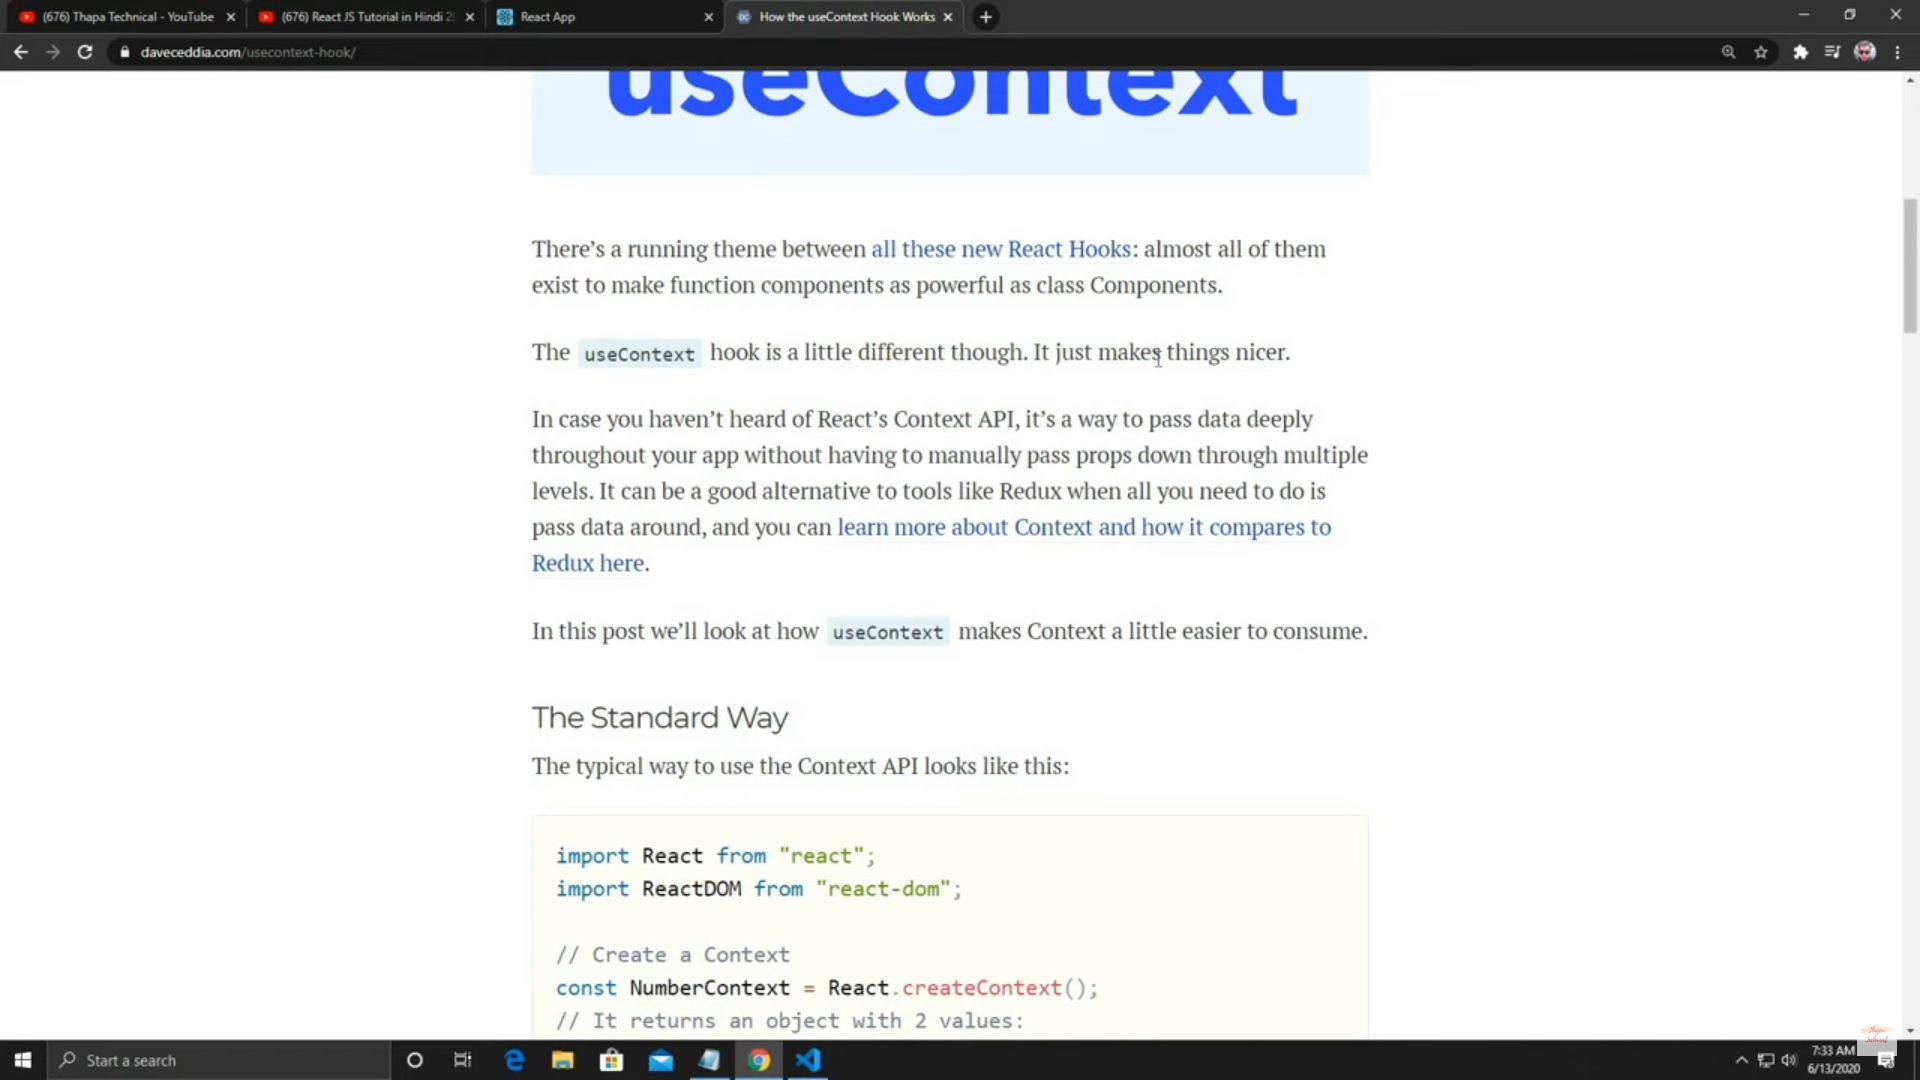 (676) Thapa Technical - YouTube
(676) React JS Tutorial in Hindi 2
React App
How the useContext Hook Works
daveceddia.com/usecontext-hook/
useContext
There’s a running theme between all these new React Hooks: almost all of them
exist to make function components as powerful as class Components.
The useContext hook is a little different though. It just makes things nicer.
In case you haven’t heard of React’s Context API, it’s a way to pass data deeply
throughout your app without having to manually pass props down through multiple
levels. It can be a good alternative to tools like Redux when all you need to do is
pass data around, and you can learn more about Context and how it compares to
Redux here.
In this post we’ll look at how useContext makes Context a little easier to consume.
The Standard Way
The typical way to use the Context API looks like this:
import React from "react";
import ReactDOM from "react-dom";
// Create a Context
const NumberContext = React.createContext();
// It returns an object with 2 values:
Start a search
7:33 AM
6/13/2020